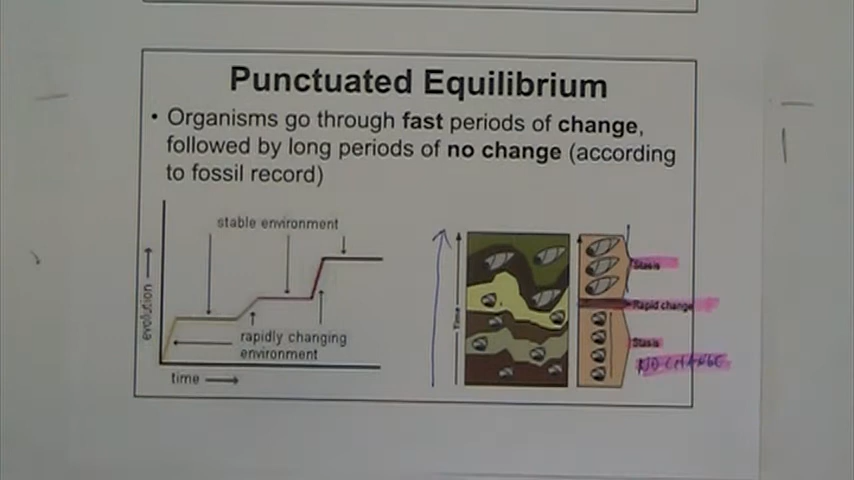 Punctuated Equilibrium
• Organisms go through fast periods of change,
followed by long periods of no change (according
to fossil record)
stable environment
evolution
rapidly changing
environment
time
Time
Stasis
Rapid change
Stasis
NO CHANGE